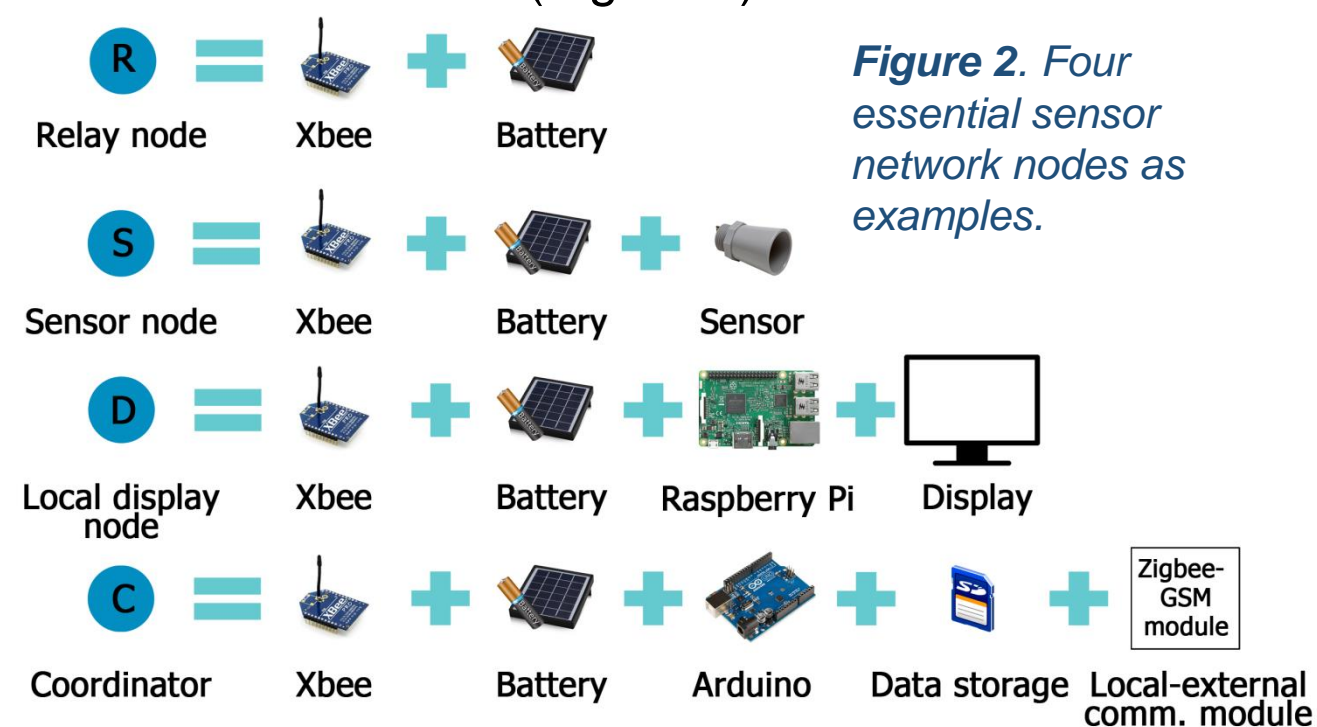 R
Relay node
Xbee
Battery
Figure 2. Four
essential sensor
network nodes as
examples.
S
Sensor node
Xbee
Battery
Sensor
D
Local display
node
Xbee
Battery
Raspberry Pi
Display
C
Coordinator
Xbee
Battery
Arduino
Data storage
Zigbee-
GSM
module
Local-external
comm. module